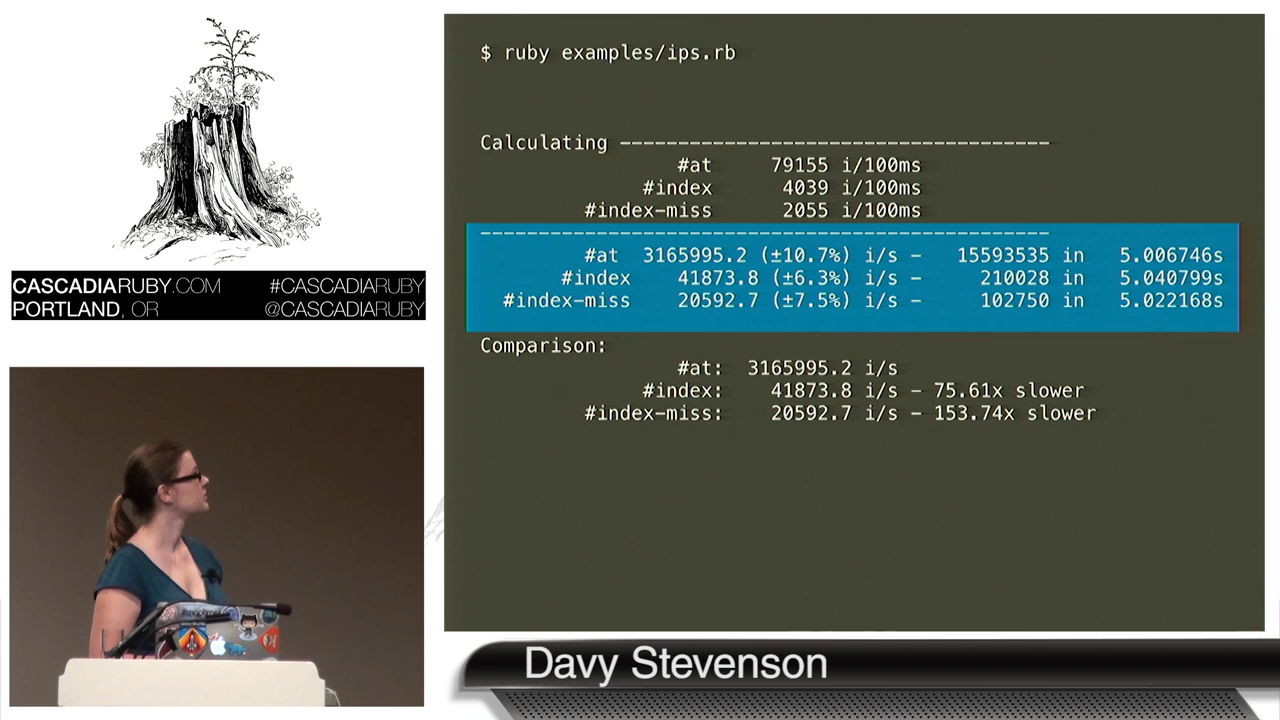 $ ruby examples/ips.rb
Calculating -------------------------------------
#at 79155 i/100ms
#index 4039 i/100ms
#index-miss 2055 i/100ms
-------------------------------------------------
#at 3165995.2 (±10.7%) i/s - 15593535 in 5.006746s
#index 41873.8 (±6.3%) i/s - 210028 in 5.040799s
#index-miss 20592.7 (±7.5%) i/s - 102750 in 5.022168s
Comparison:
#at: 3165995.2 i/s
#index: 41873.8 i/s - 75.61x slower
#index-miss: 20592.7 i/s - 153.74x slower
CASCADIARUBY.COM #CASCADIARUBY
PORTLAND, OR @CASCADIARUBY
Davy Stevenson